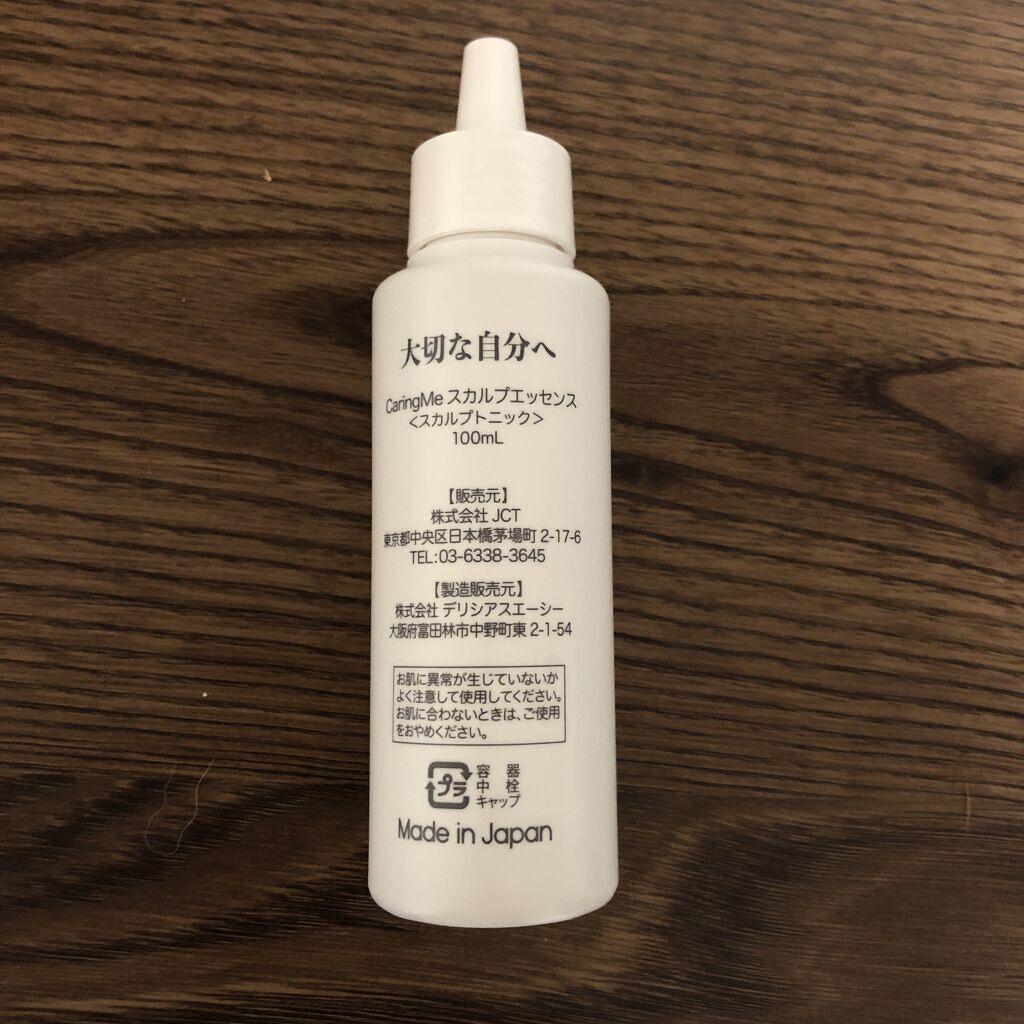 大切な自分へ
CaringMe スカルプエッセンス
＜スカルプトニック＞
100mL
【販売元】
株式会社 JCT
東京都中央区日本橋茅場町 2-17-6
TEL:03-6338-3645
【製造販売元】
株式会社 デリシアスエーシー
大阪府富田林市中野町東 2-1-54
お肌に異常が生じていないか
よく注意して使用してください。
お肌に合わないときは、ご使用
をおやめください。
プラ
容器
中栓
キャップ
Made in Japan